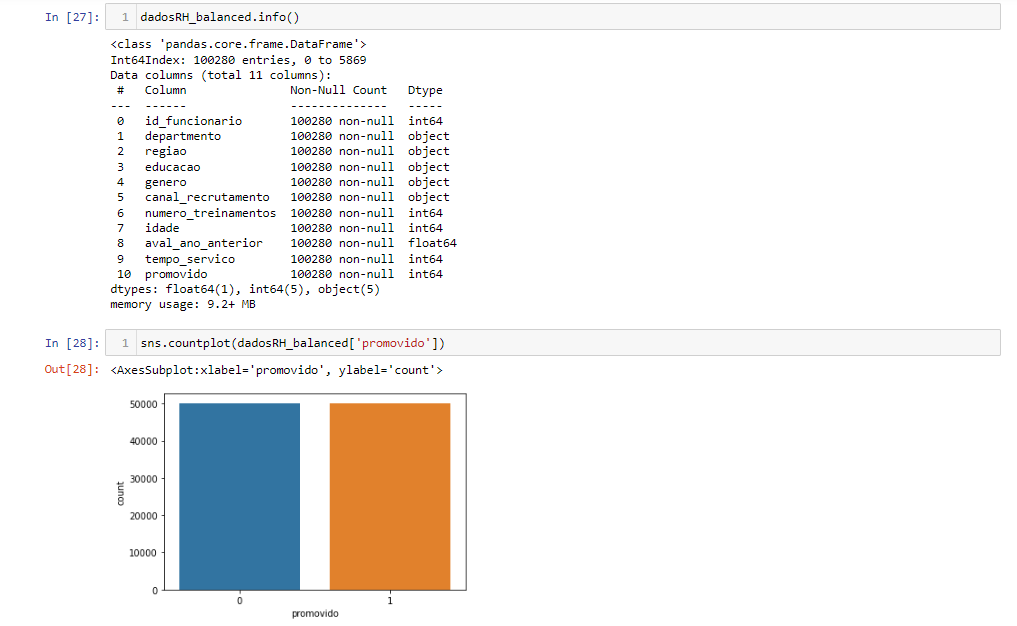 In [27]: 1 dadosRH_balanced.info()
<class 'pandas.core.frame.DataFrame'>
Int64Index: 100280 entries, 0 to 5869
Data columns (total 11 columns):
# Column Non-Null Count Dtype
--- ------ -------------- -----
0 id_funcionario 100280 non-null int64
1 departmento 100280 non-null object
2 regiao 100280 non-null object
3 educacao 100280 non-null object
4 genero 100280 non-null object
5 canal_recrutamento 100280 non-null object
6 numero_treinamentos 100280 non-null int64
7 idade 100280 non-null int64
8 aval_ano_anterior 100280 non-null float64
9 tempo_servico 100280 non-null int64
10 promovido 100280 non-null int64
dtypes: float64(1), int64(5), object(5)
memory usage: 9.2+ MB
In [28]: 1 sns.countplot(dadosRH_balanced['promovido'])
Out[28]: <AxesSubplot:xlabel='promovido', ylabel='count'>
50000
40000
30000
20000
10000
0
count
0 1
promovido